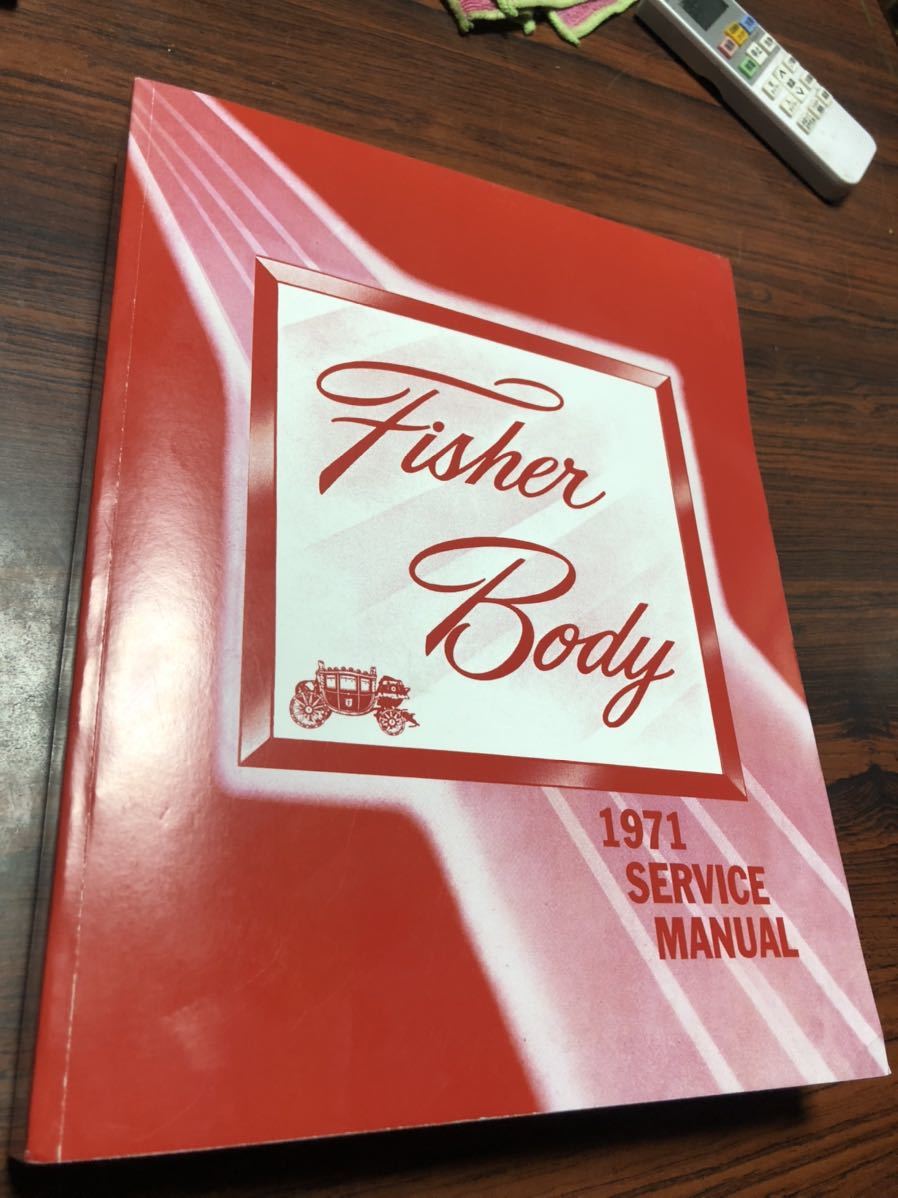 Fisher
Body
1971
SERVICE
MANUAL